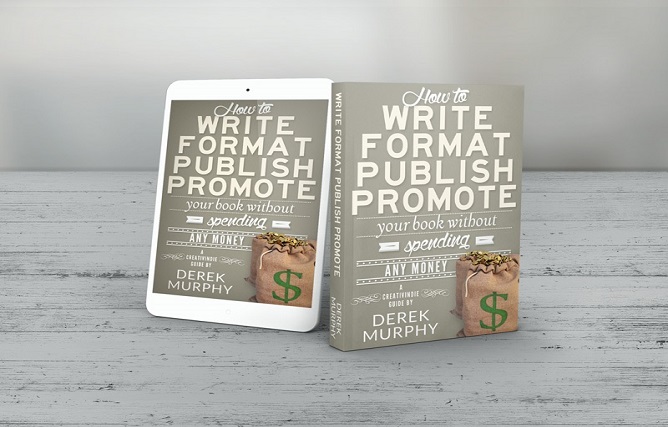 How to
WRITE
FORMAT
PUBLISH
PROMOTE
your book without
spending
ANY MONEY
A
CREATIVINDIE
GUIDE BY
DEREK
MURPHY
$
WRITE FORMAT PUBLISH PROMOTE
DEREK
MURPHY
How to
WRITE
FORMAT
PUBLISH
PROMOTE
your book without
spending
ANY MONEY
A
CREATIVINDIE
GUIDE BY
DEREK
MURPHY
$